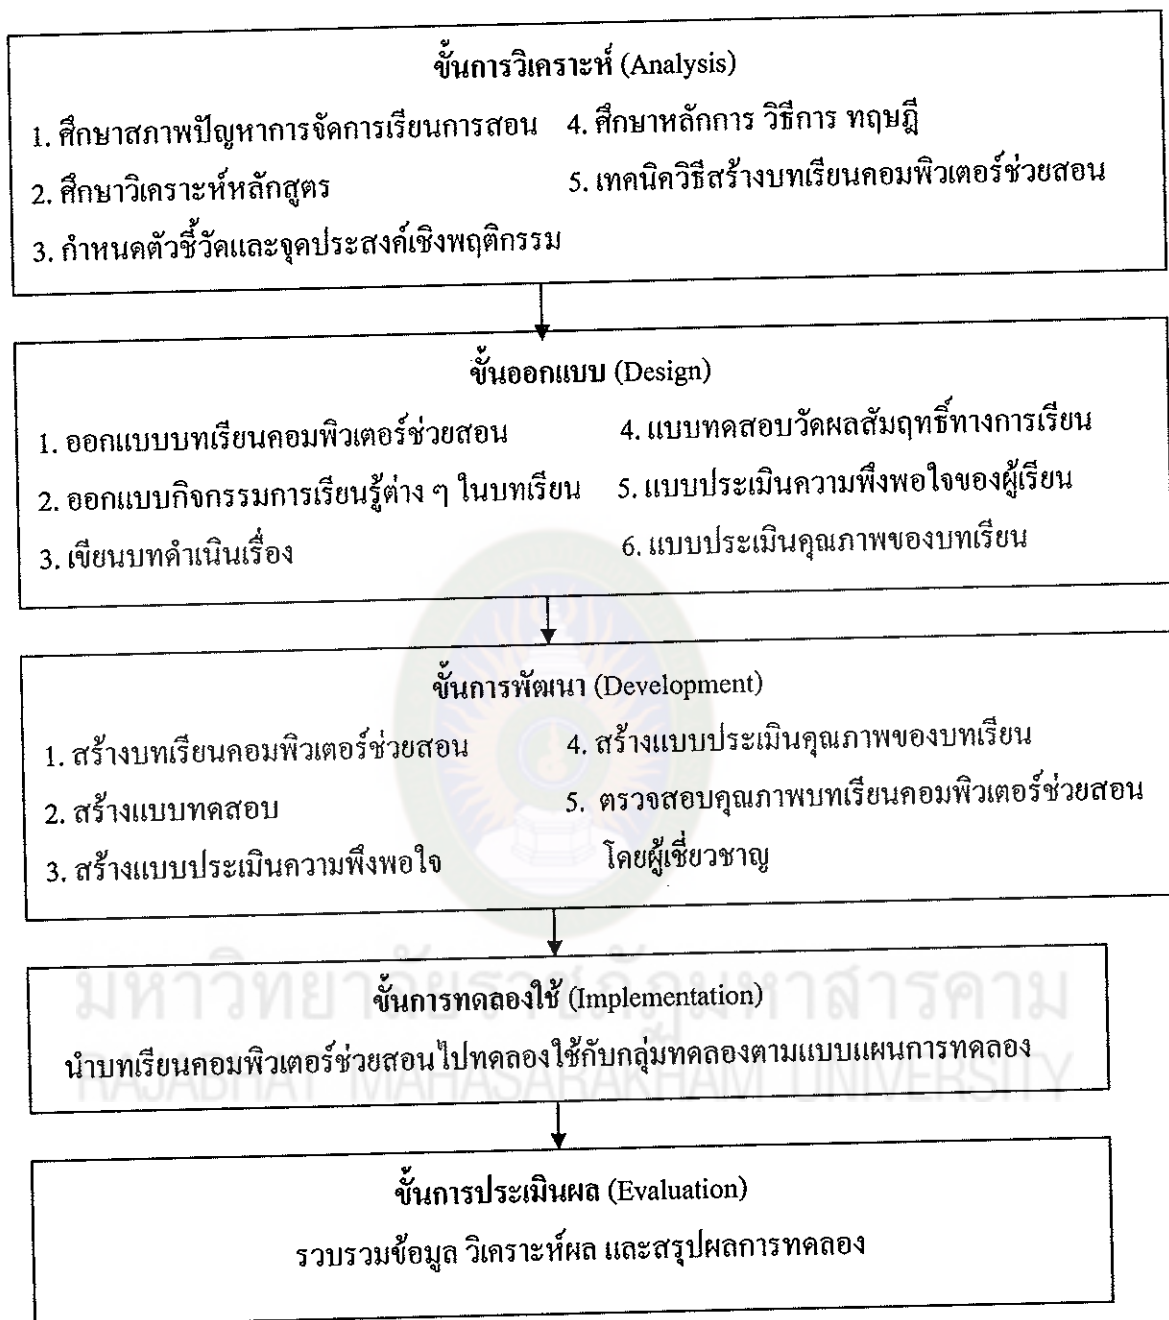 ขั้นการวิเคราะห์ (Analysis)
1. ศึกษาสภาพปัญหาการจัดการเรียนการสอน
2. ศึกษาวิเคราะห์หลักสูตร
3. กำหนดตัวชี้วัดและจุดประสงค์เชิงพฤติกรรม
4. ศึกษาหลักการ วิธีการ ทฤษฎี
5. เทคนิควิธีสร้างบทเรียนคอมพิวเตอร์ช่วยสอน
ขั้นออกแบบ (Design)
1. ออกแบบบทเรียนคอมพิวเตอร์ช่วยสอน
2. ออกแบบกิจกรรมการเรียนรู้ต่าง ๆ ในบทเรียน
3. เขียนบทดำเนินเรื่อง
4. แบบทดสอบวัดผลสัมฤทธิ์ทางการเรียน
5. แบบประเมินความพึงพอใจของผู้เรียน
6. แบบประเมินคุณภาพของบทเรียน
ขั้นการพัฒนา (Development)
1. สร้างบทเรียนคอมพิวเตอร์ช่วยสอน
2. สร้างแบบทดสอบ
3. สร้างแบบประเมินความพึงพอใจ
4. สร้างแบบประเมินคุณภาพของบทเรียน
5. ตรวจสอบคุณภาพบทเรียนคอมพิวเตอร์ช่วยสอน
โดยผู้เชี่ยวชาญ
มหาวิทยาลัยราชภัฏมหาสารคาม
ขั้นการทดลองใช้ (Implementation)
นำบทเรียนคอมพิวเตอร์ช่วยสอนไปทดลองใช้กับกลุ่มทดลองตามแบบแผนการทดลอง
RAJABHAT MAHASARAKHAM UNIVERSITY
ขั้นการประเมินผล (Evaluation)
รวบรวมข้อมูล วิเคราะห์ผล และสรุปผลการทดลอง